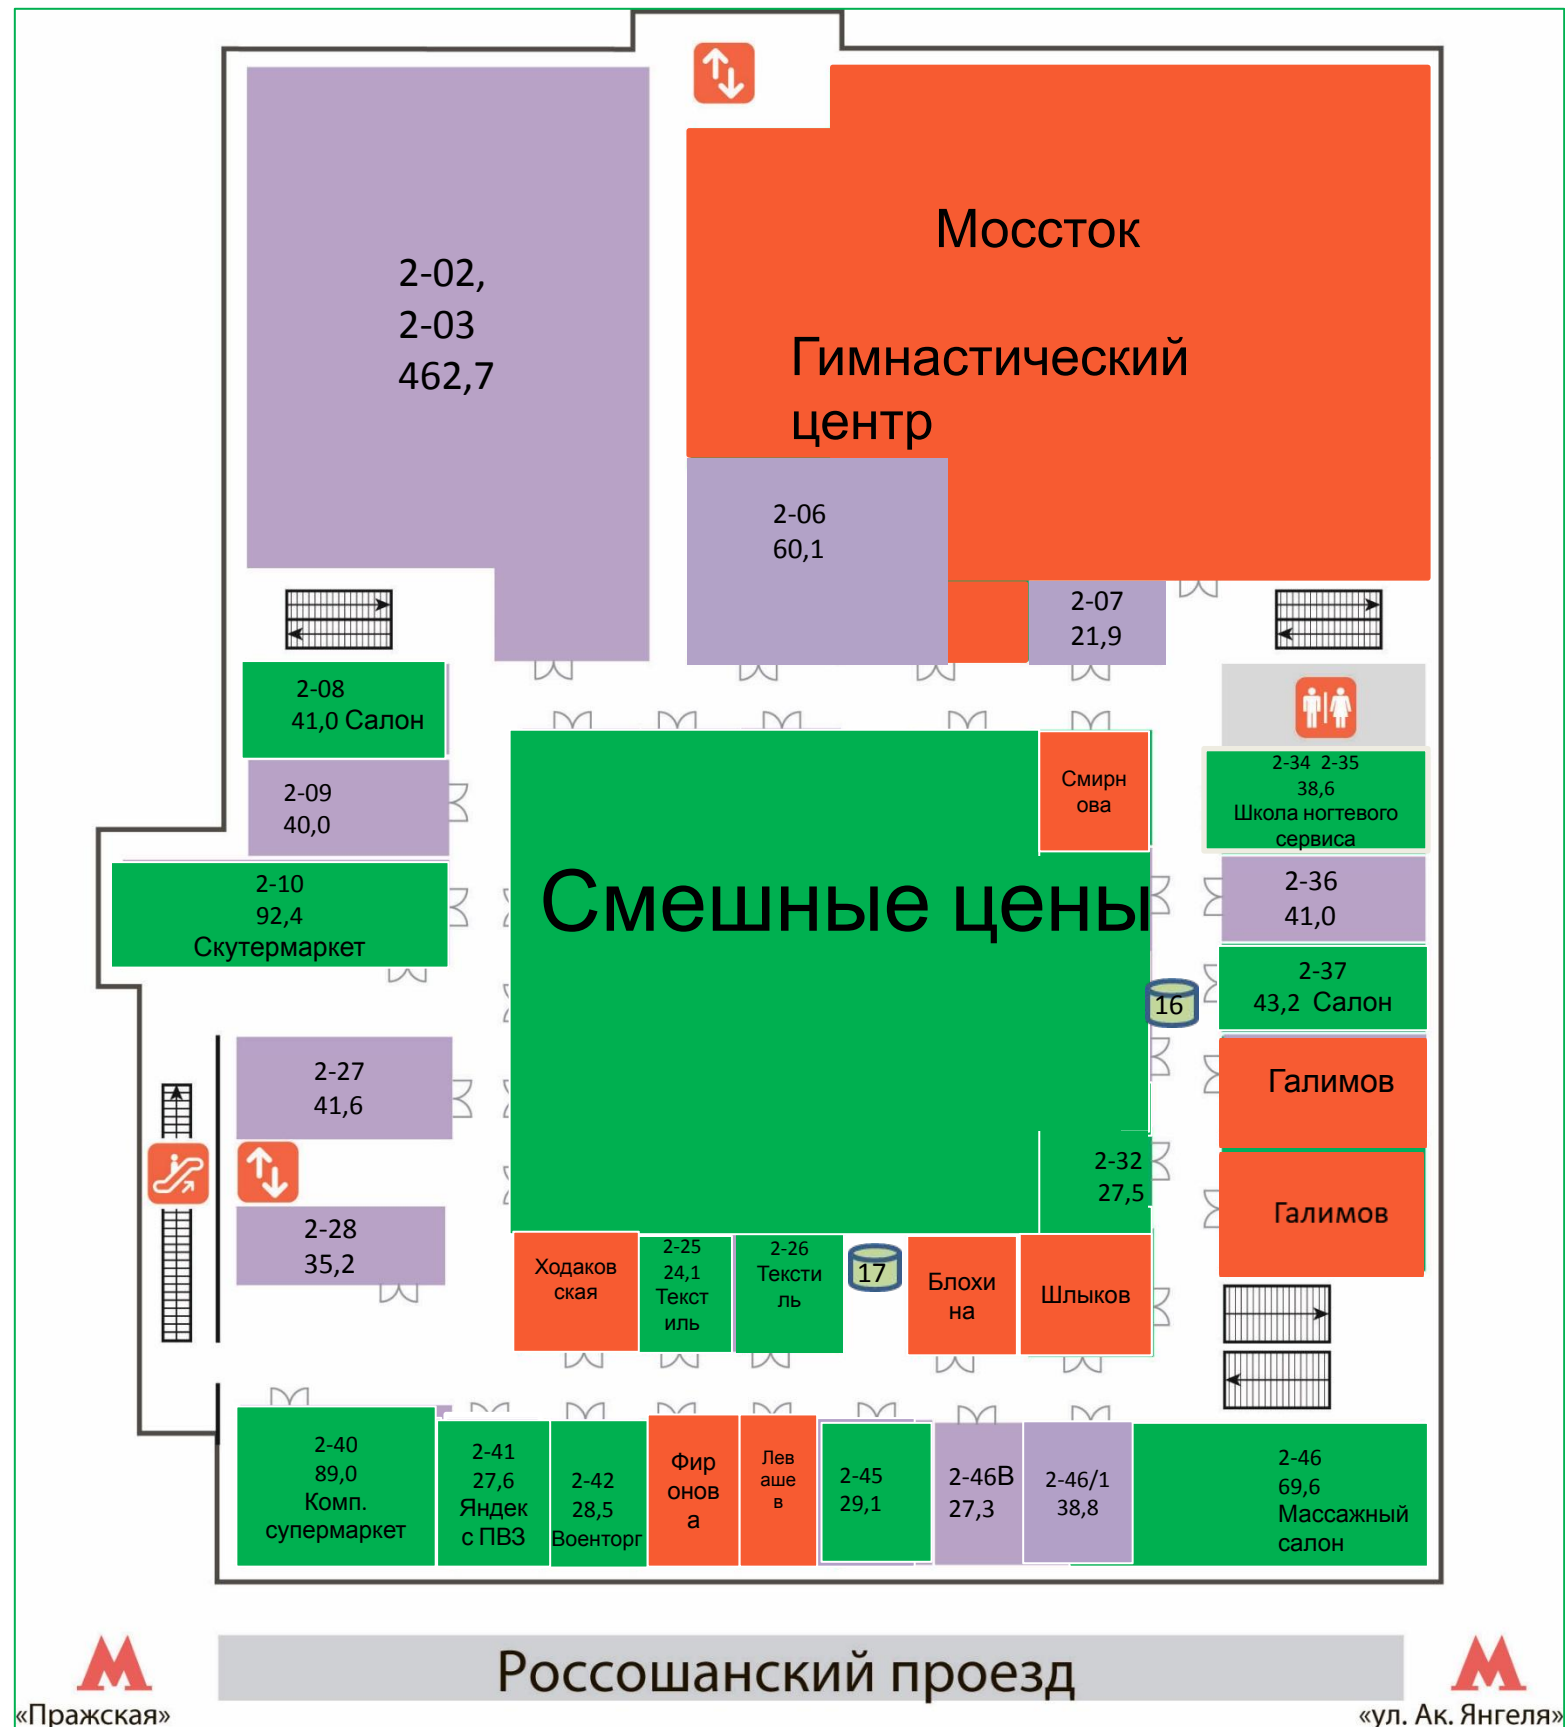 Моссток
Гимнастический
центр
2-02,
2-03
462,7
2-06
60,1
2-07
21,9
2-08
41,0 Салон
2-09
40,0
2-10
92,4
Скутермаркет
Смирн
ова
Смешные цены
2-34 2-35
38,6
Школа ногтевого
сервиса
2-36
41,0
16
2-37
43,2 Салон
2-27
41,6
Галимов
2-32
27,5
Галимов
2-28
35,2
Ходаков
ская
2-25
24,1
Текст
иль
2-26
Тексти
ль
17
Блохи
на
Шлыков
2-40
89,0
Комп.
супермаркет
2-41
27,6
Яндек
с ПВЗ
2-42
28,5
Военторг
Фир
онов
а
Лев
аше
в
2-45
29,1
2-46В
27,3
2-46/1
38,8
2-46
69,6
Массажный
салон
Россошанский проезд
«Пражская»
«ул. Ак. Янгеля»